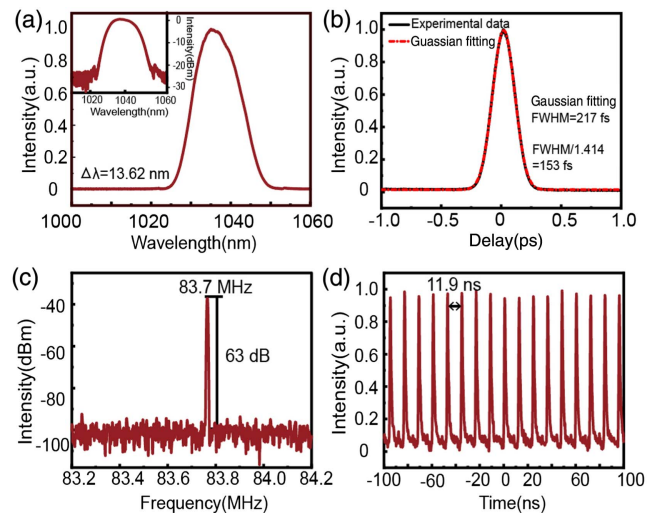 (a)
1.0
0.8
0.6
0.4
0.2
0
Intensity(a.u.)
0
-10
-20
-30
Intensity(dBm)
1020 1040 1060
Wavelength(nm)
Δλ=13.62 nm
1000 1020 1040 1060
Wavelength(nm)
(b)
1.0
0.8
0.6
0.4
0.2
0
Intensity(a.u.)
Experimental data
Guassian fitting
Gaussian fitting
FWHM=217 fs
FWHM/1.414
=153 fs
-1.0 -0.5 0 0.5 1.0
Delay(ps)
(c)
83.7 MHz
-40
-60
-80
-100
Intensity(dBm)
63 dB
83.2 83.4 83.6 83.8 84.0 84.2
Frequency(MHz)
(d)
11.9 ns
1.0
0.8
0.6
0.4
0.2
0
Intensity(a.u.)
-100 -60 -20 0 20 60 100
Time(ns)